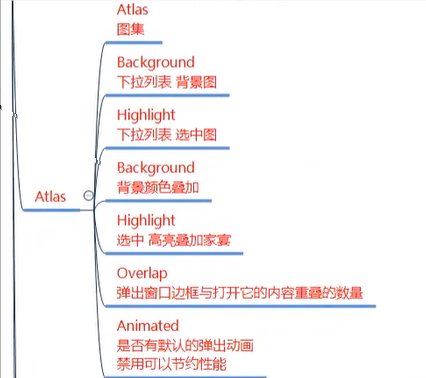 Atlas
图集
Background
下拉列表 背景图
Highlight
下拉列表 选中图
Atlas
Background
背景颜色叠加
Highlight
选中 高亮叠加家宴
Overlap
弹出窗口边框与打开它的内容重叠的数量
Animated
是否有默认的弹出动画
禁用可以节约性能